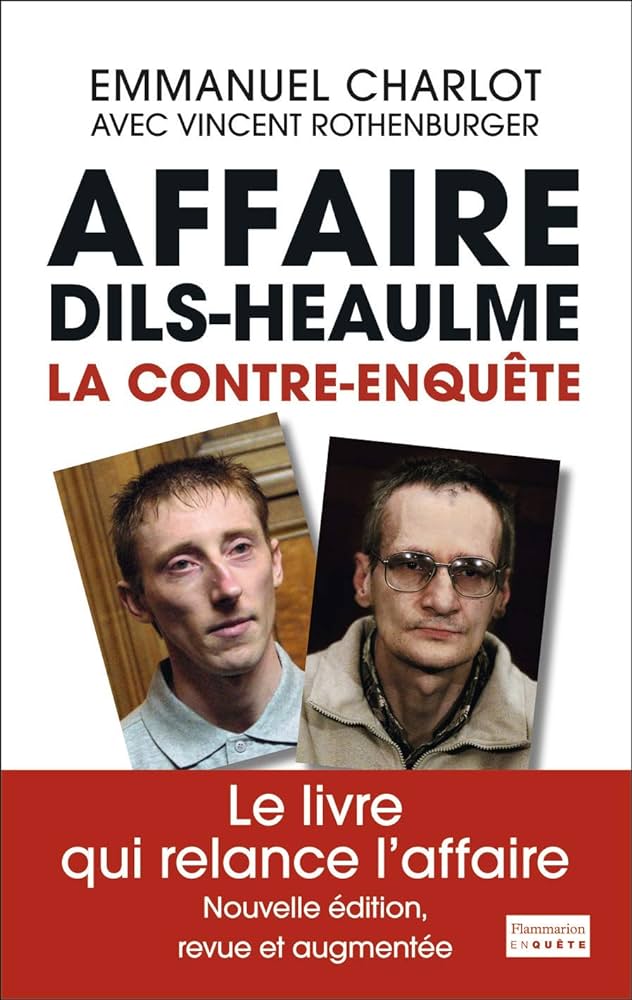 EMMANUEL CHARLOT
AVEC VINCENT ROTHENBURGER
AFFAIRE
DILS-HEAULME
LA CONTRE-ENQUÊTE
Le livre
qui relance l’affaire
Nouvelle édition,
revue et augmentée
Flammarion
ENQUÊTE